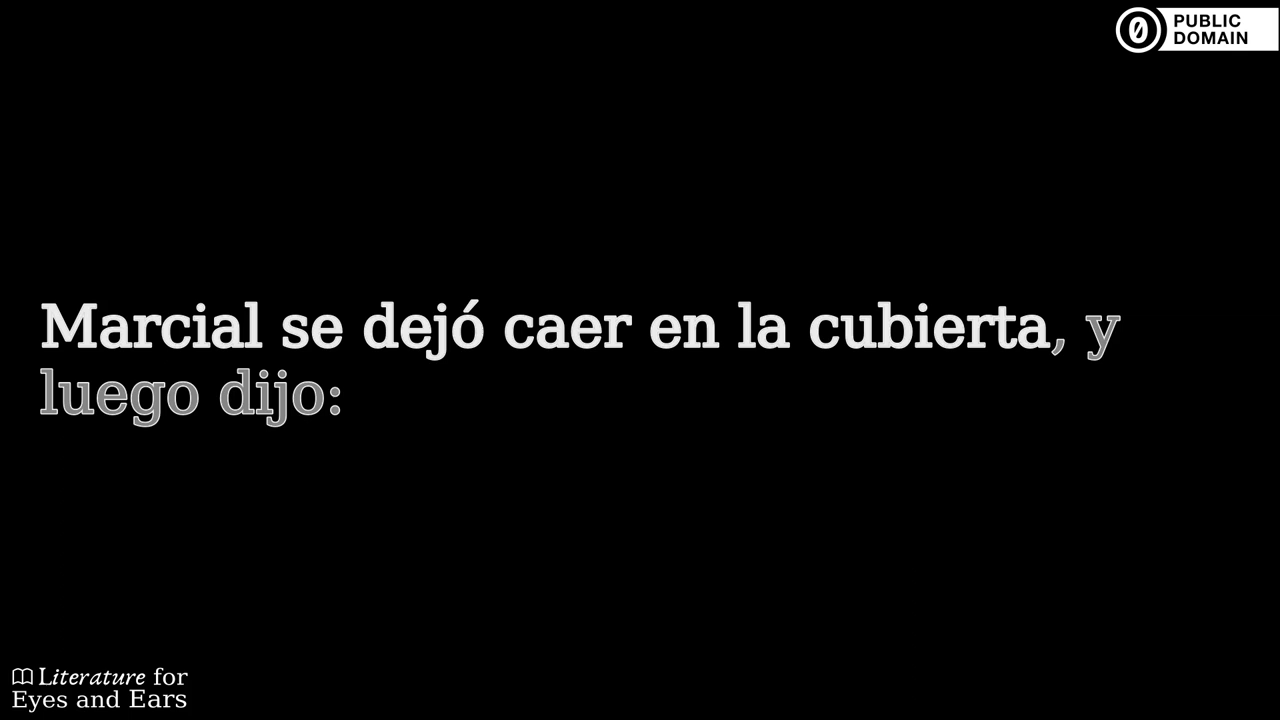 PUBLIC
DOMAIN
Marcial se dejó caer en la cubierta, y
luego dijo:
Literature for
Eyes and Ears